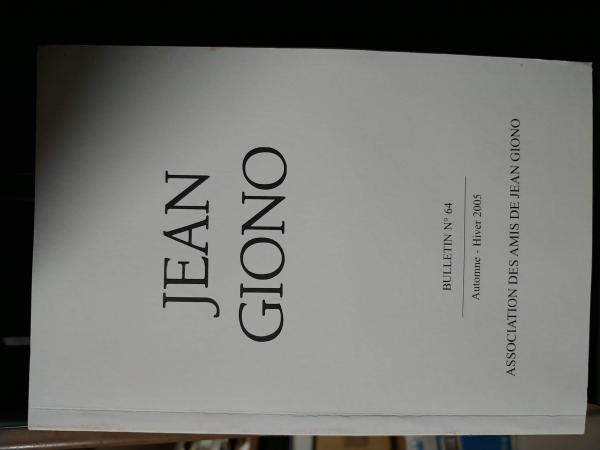 JEAN
GIONO
BULLETIN N° 64
Automne - Hiver 2005
ASSOCIATION DES AMIS DE JEAN GIONO